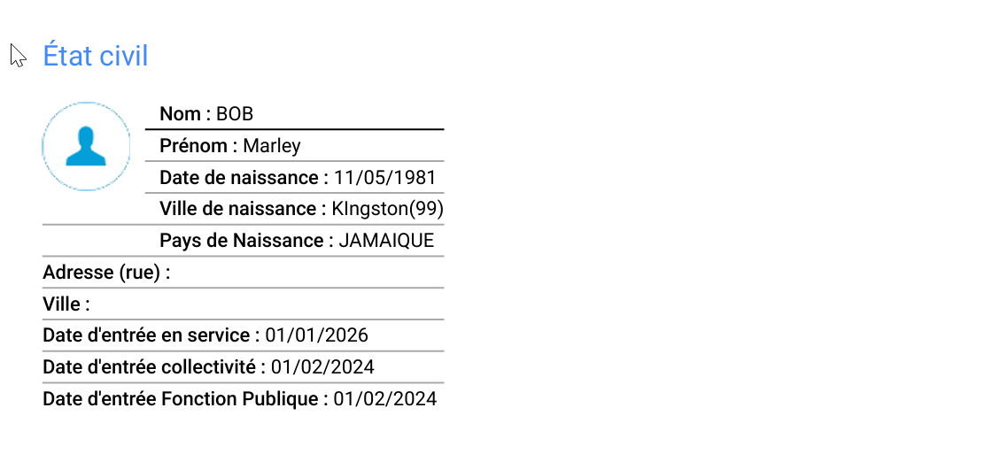 État civil
Nom : BOB
Prénom : Marley
Date de naissance : 11/05/1981
Ville de naissance : KIngston(99)
Pays de Naissance : JAMAIQUE
Adresse (rue) :
Ville :
Date d'entrée en service : 01/01/2026
Date d'entrée collectivité : 01/02/2024
Date d'entrée Fonction Publique : 01/02/2024